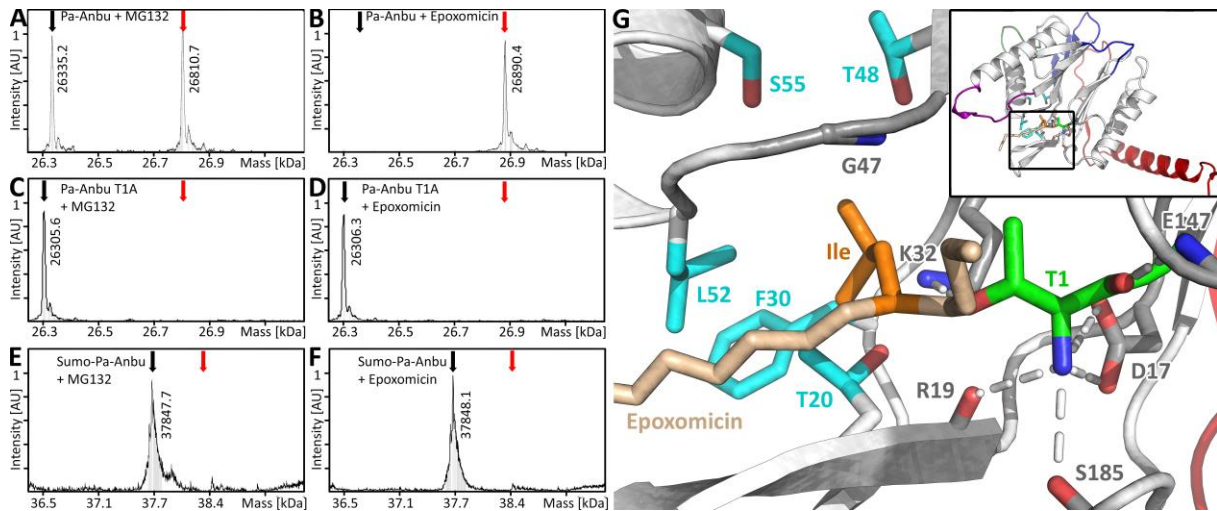 A
Pa-Anbu + MG132
Intensity [AU]
1
26335.2
26810.7
26.3 26.5 26.7 26.9 Mass [kDa]
B
Pa-Anbu + Epoxomicin
Intensity [AU]
1
26890.4
26.3 26.5 26.7 26.9 Mass [kDa]
C
Pa-Anbu T1A
+ MG132
Intensity [AU]
1
26305.6
26.3 26.5 26.7 26.9 Mass [kDa]
D
Pa-Anbu T1A
+ Epoxomicin
Intensity [AU]
1
26306.3
26.3 26.5 26.7 26.9 Mass [kDa]
E
Sumo-Pa-Anbu
+ MG132
Intensity [AU]
1
37847.7
36.5 37.1 37.7 38.4 Mass [kDa]
F
Sumo-Pa-Anbu
+ Epoxomicin
Intensity [AU]
1
37848.1
36.5 37.1 37.7 38.4 Mass [kDa]
G
S55
T48
G47
E147
Ile
K32
T1
L52
F30
D17
R19
T20
Epoxomicin
S185